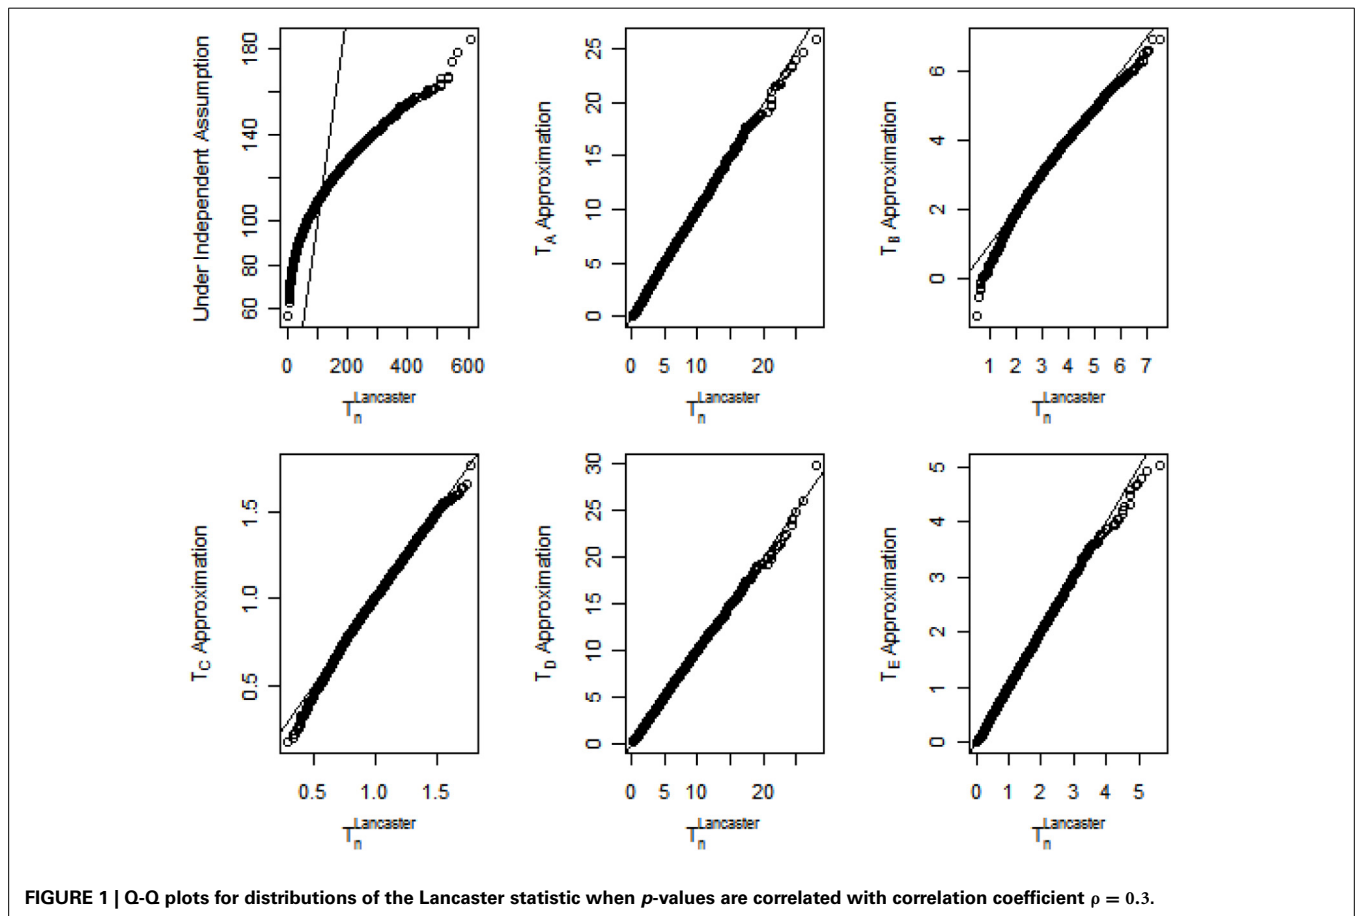 Under Independent Assumption
60 80 100 140 180
0 200 400 600
T_n^Lancaster
T_A Approximation
0 5 10 15 20 25
0 5 10 20
T_n^Lancaster
T_B Approximation
0 2 4 6
1 2 3 4 5 6 7
T_n^Lancaster
T_C Approximation
0.5 1.0 1.5
0.5 1.0 1.5
T_n^Lancaster
T_D Approximation
0 5 10 15 20 25 30
0 5 10 20
T_n^Lancaster
T_E Approximation
0 1 2 3 4 5
0 1 2 3 4 5
T_n^Lancaster
FIGURE 1 | Q-Q plots for distributions of the Lancaster statistic when p-values are correlated with correlation coefficient ρ = 0.3.